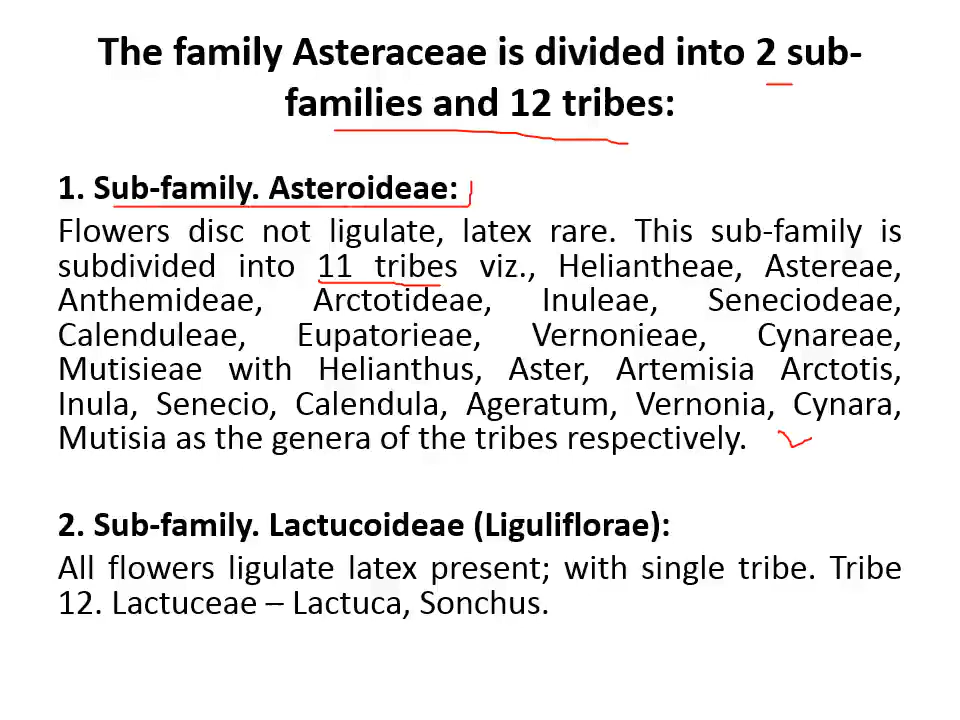 The family Asteraceae is divided into 2 sub-
families and 12 tribes:
1. Sub-family. Asteroideae:
Flowers disc not ligulate, latex rare. This sub-family is
subdivided into 11 tribes viz., Heliantheae, Astereae,
Anthemideae, Arctotideae, Inuleae, Seneciodeae,
Calenduleae, Eupatorieae, Vernonieae, Cynareae,
Mutisieae with Helianthus, Aster, Artemisia Arctotis,
Inula, Senecio, Calendula, Ageratum, Vernonia, Cynara,
Mutisia as the genera of the tribes respectively.
2. Sub-family. Lactucoideae (Liguliflorae):
All flowers ligulate latex present; with single tribe. Tribe
12. Lactuceae – Lactuca, Sonchus.